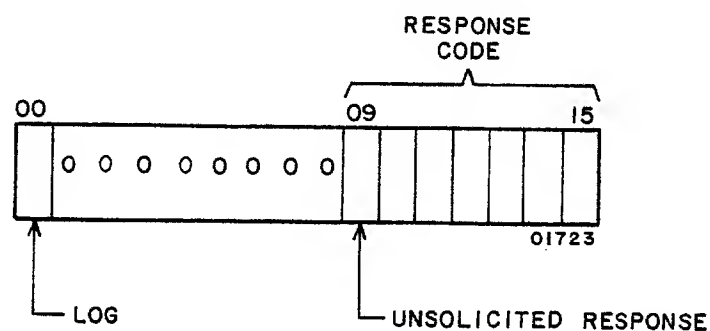 RESPONSE
CODE
00 09 15
0 0 0 0 0 0 0 0
01723
LOG UNSOLICITED RESPONSE